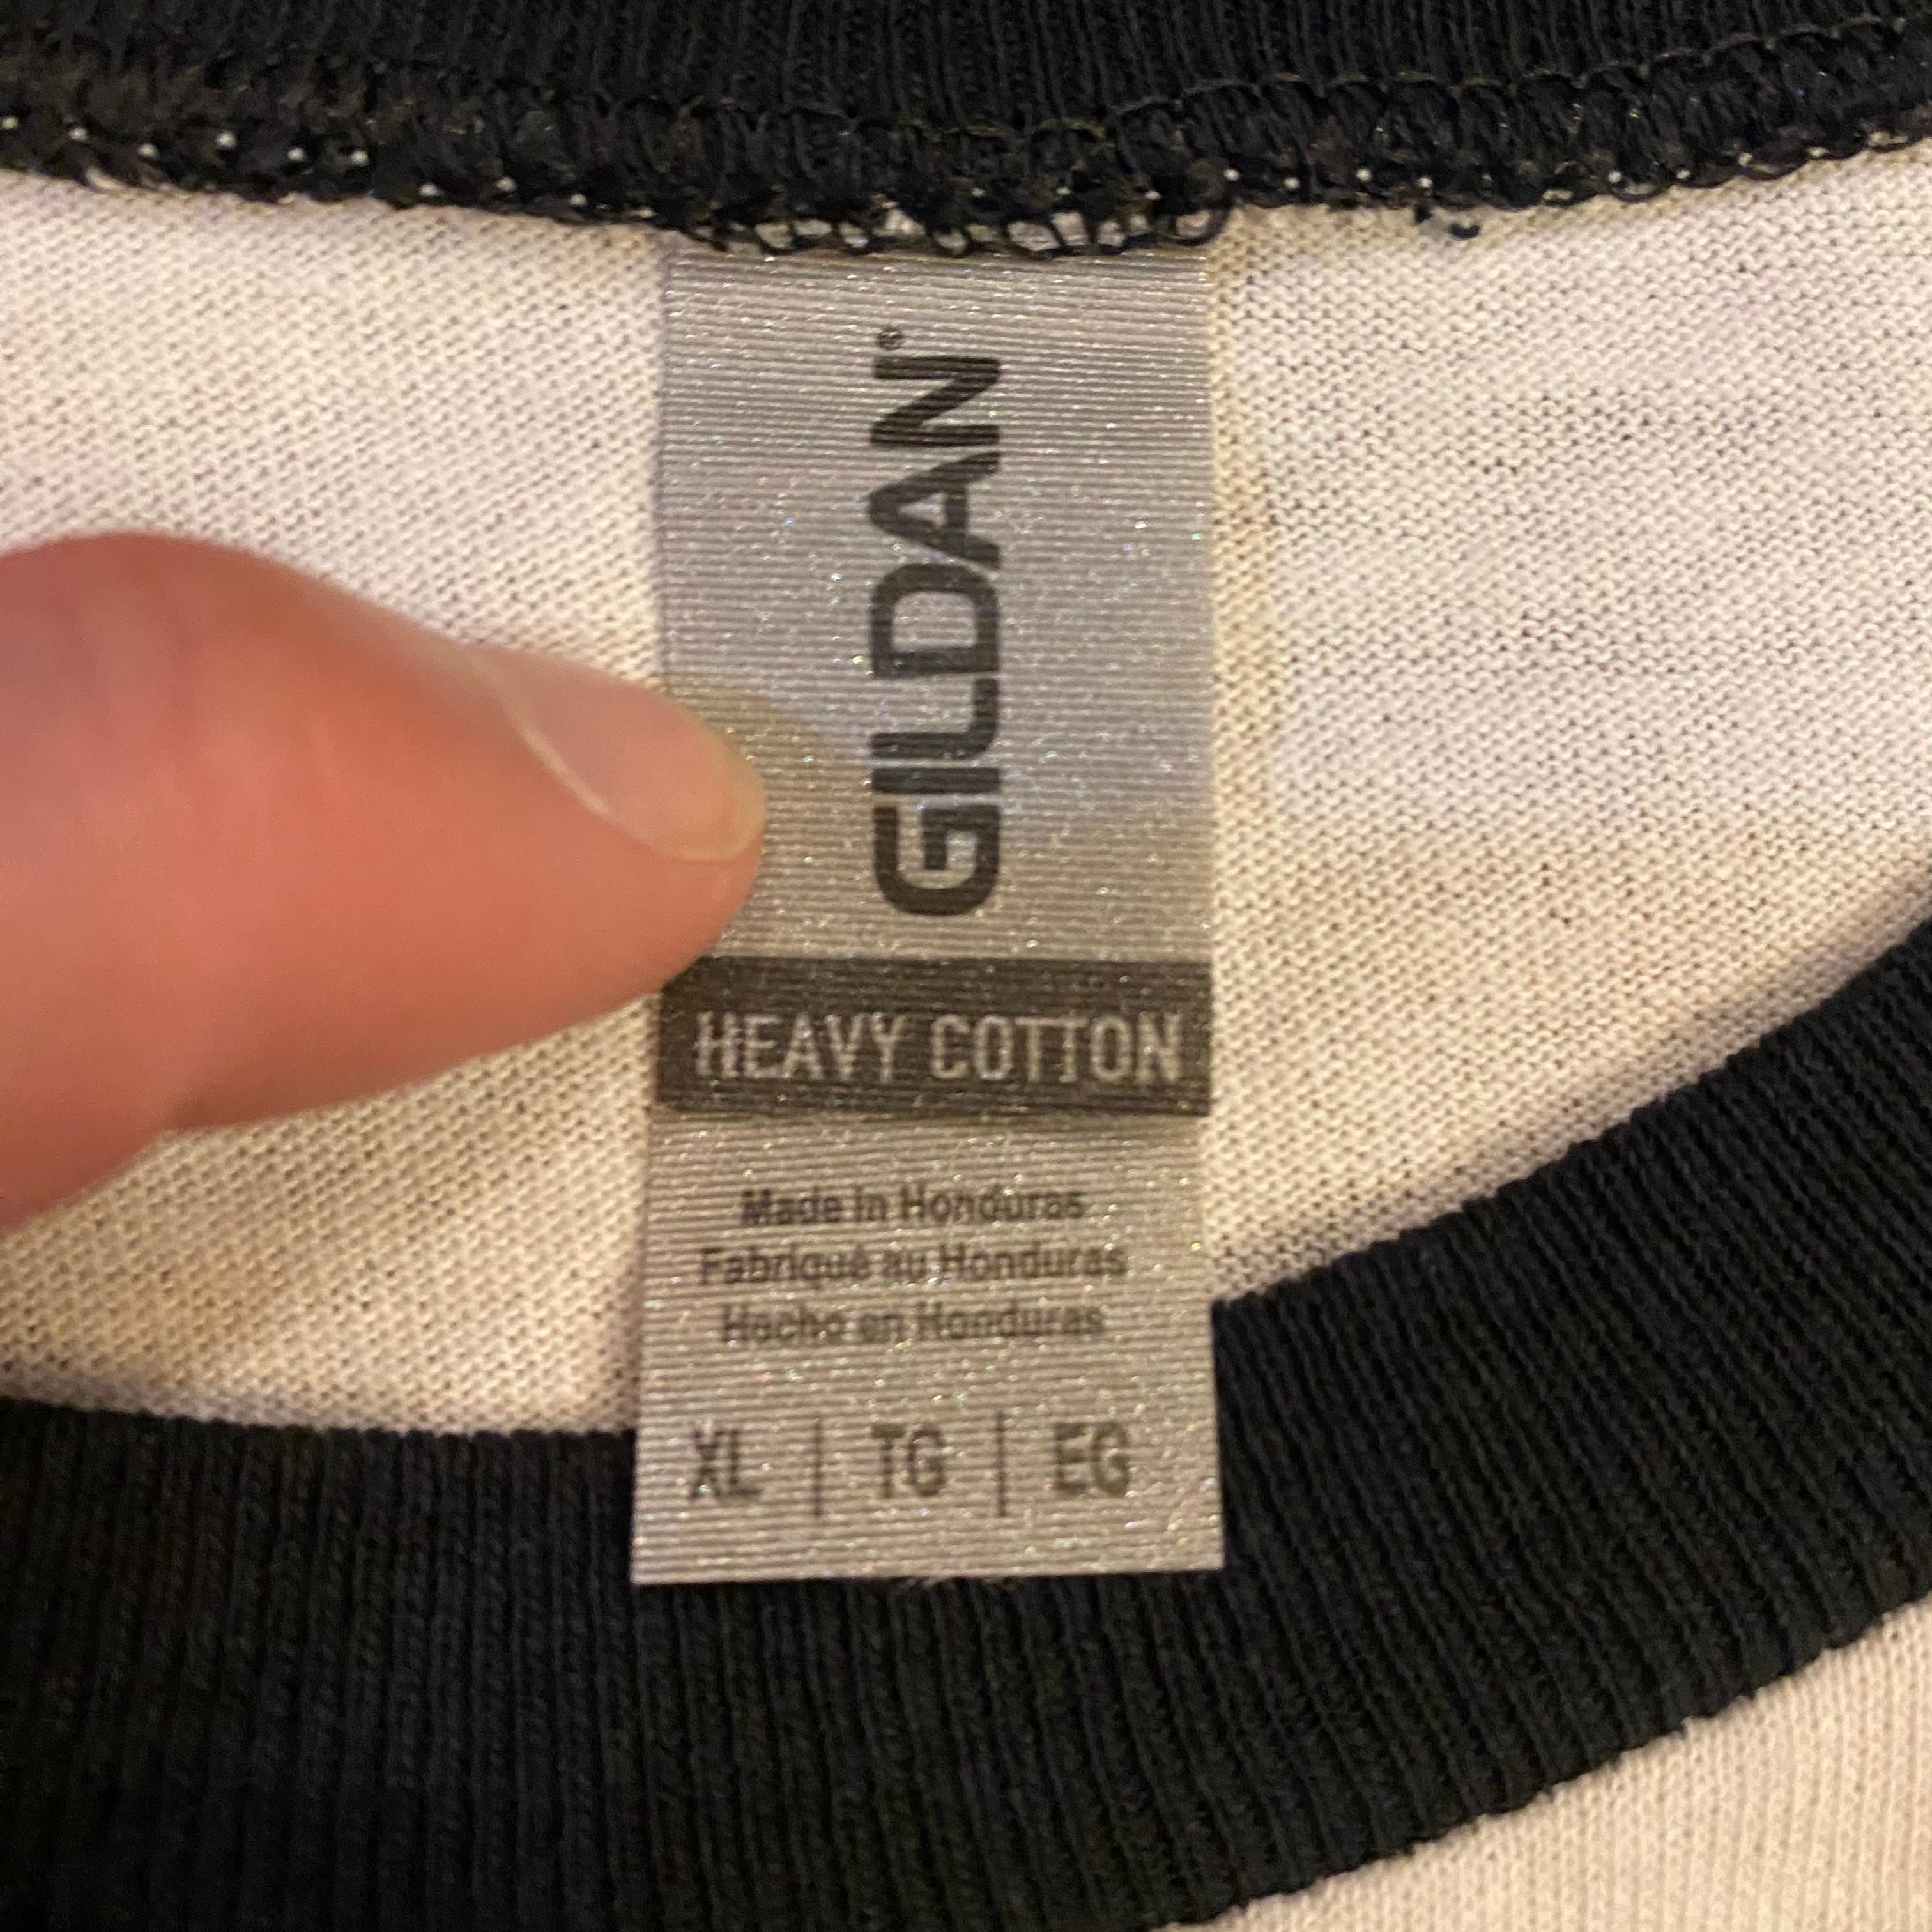 GILDAN®
HEAVY COTTON
Made in Honduras
Fabriqué au Honduras
Hecho en Honduras
XL | TG | EG